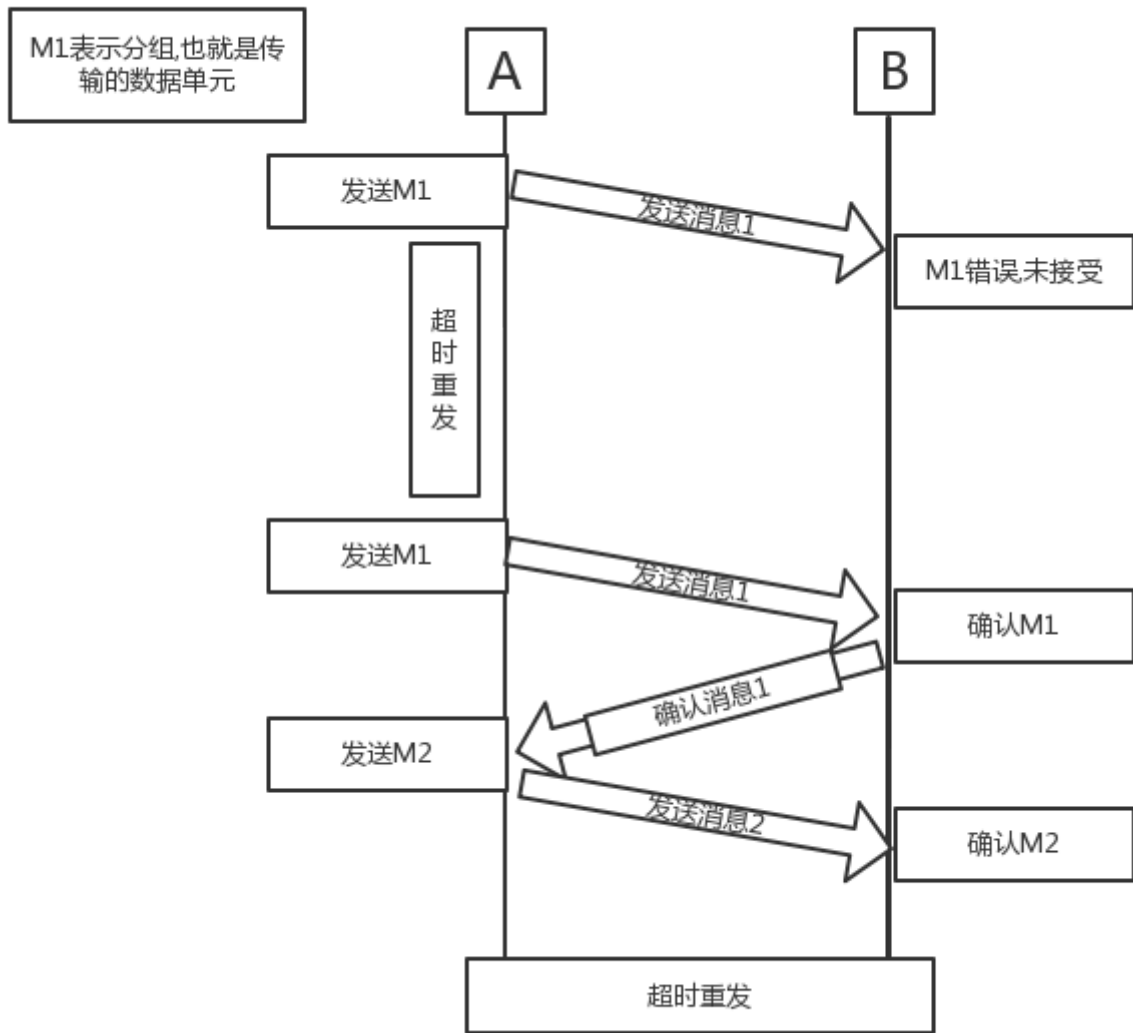 M1表示分组,也就是传
输的数据单元
A
B
发送M1
发送消息1
M1错误,未接受
超
时
重
发
发送M1
发送消息1
确认M1
确认消息1
发送M2
发送消息2
确认M2
超时重发